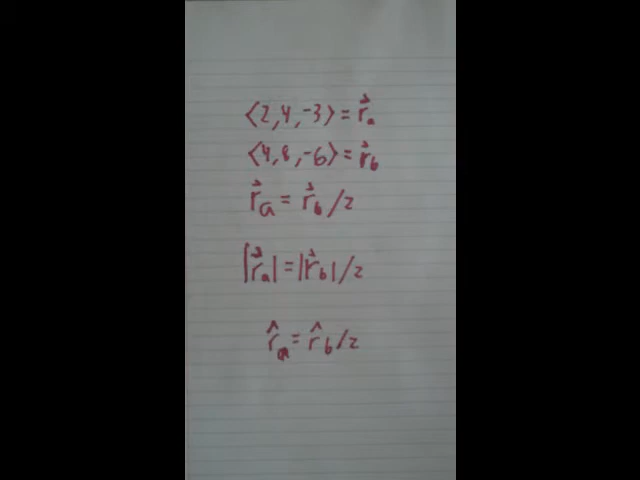 ⟨2,4,-3⟩ = r⃗ₐ
⟨4,8,-6⟩ = r⃗_b
r⃗ₐ = r⃗_b/2
|r⃗ₐ| = |r⃗_b|/2
r̂ₐ = r̂_b/2